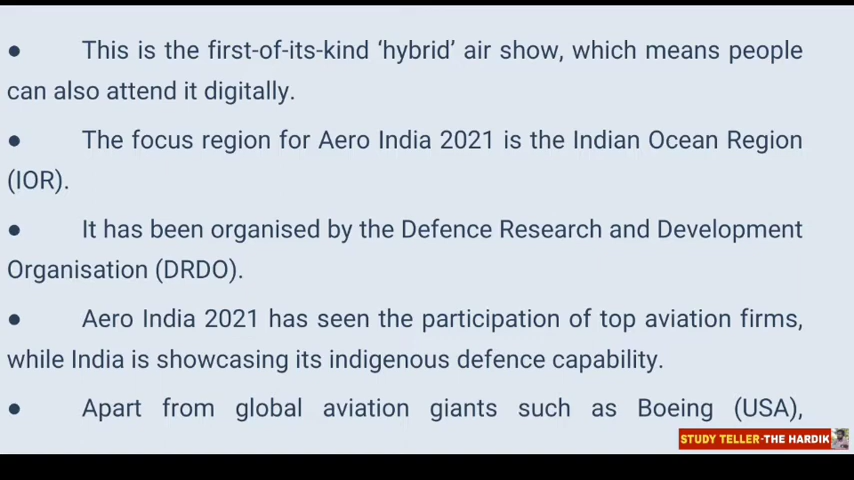 ● This is the first-of-its-kind ‘hybrid’ air show, which means people
can also attend it digitally.
● The focus region for Aero India 2021 is the Indian Ocean Region
(IOR).
● It has been organised by the Defence Research and Development
Organisation (DRDO).
● Aero India 2021 has seen the participation of top aviation firms,
while India is showcasing its indigenous defence capability.
● Apart from global aviation giants such as Boeing (USA),
STUDY TELLER-THE HARDIK